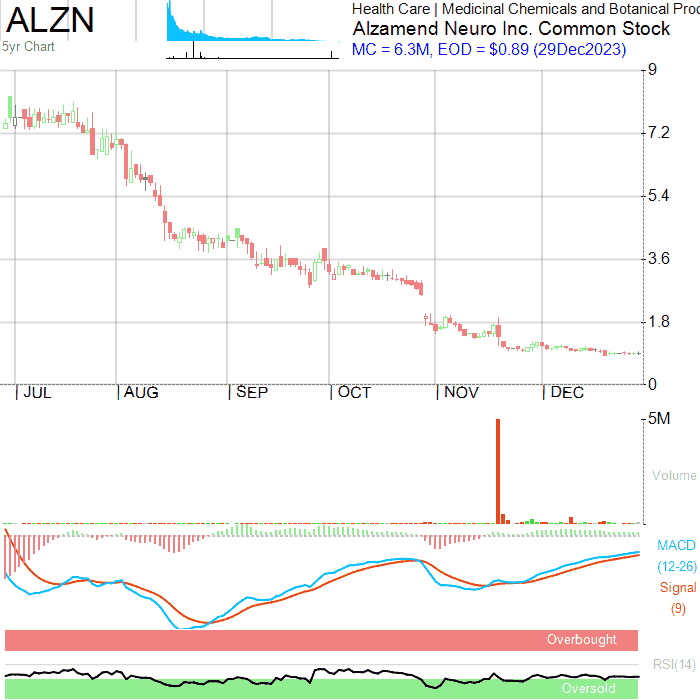 ALZN
5yr Chart
Health Care | Medicinal Chemicals and Botanical Prod
Alzamend Neuro Inc. Common Stock
MC = 6.3M, EOD = $0.89 (29Dec2023)
9
7.2
5.4
3.6
1.8
0
JUL AUG SEP OCT NOV DEC
5M
Volume
MACD
(12-26)
Signal
(9)
Overbought
RSI(14)
Oversold